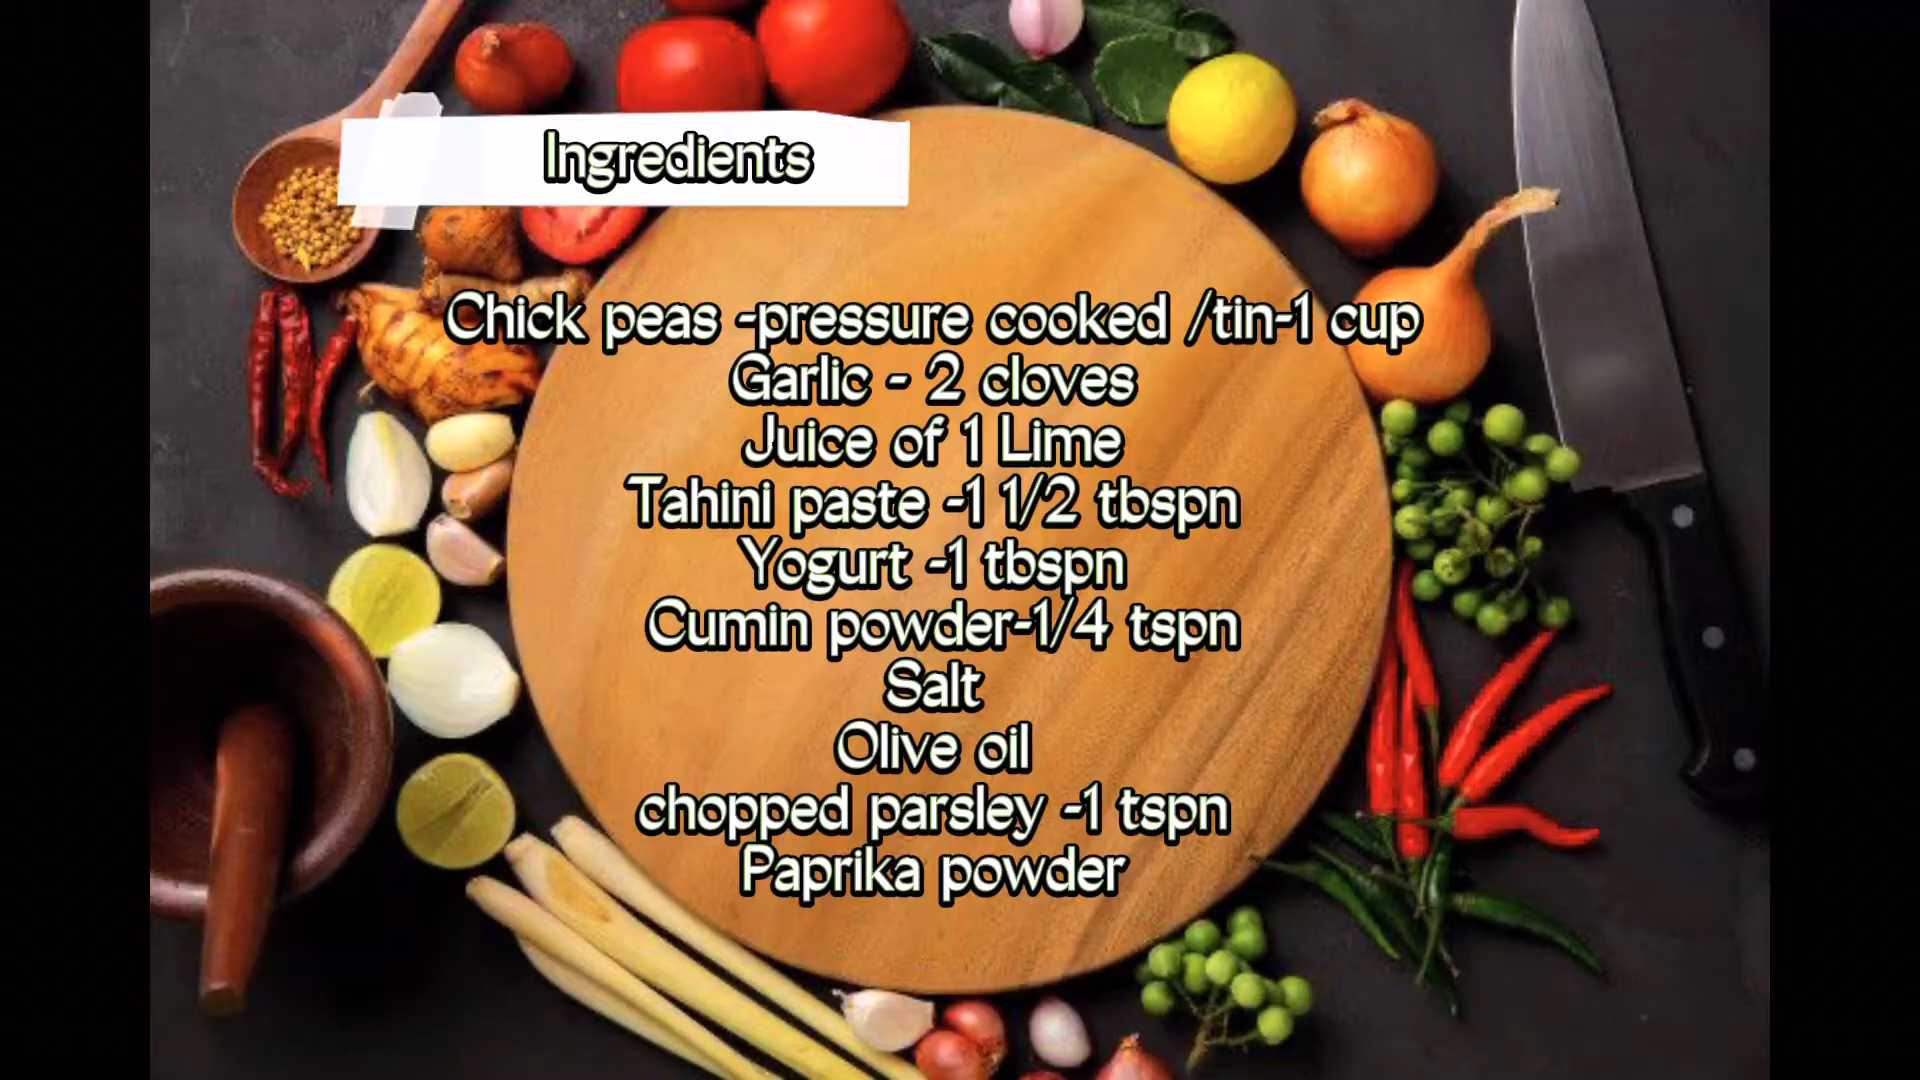 Ingredients
Chick peas -pressure cooked /tin-1 cup
Garlic - 2 cloves
Juice of 1 Lime
Tahini paste -1 1/2 tbspn
Yogurt -1 tbspn
Cumin powder-1/4 tspn
Salt
Olive oil
chopped parsley -1 tspn
Paprika powder